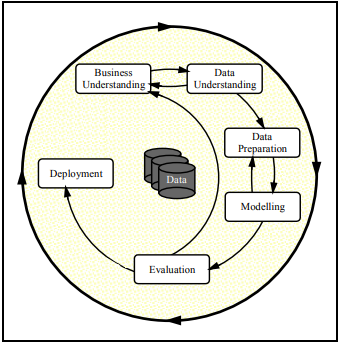 Business
Understanding
Data
Understanding
Data
Preparation
Modelling
Evaluation
Deployment
Data